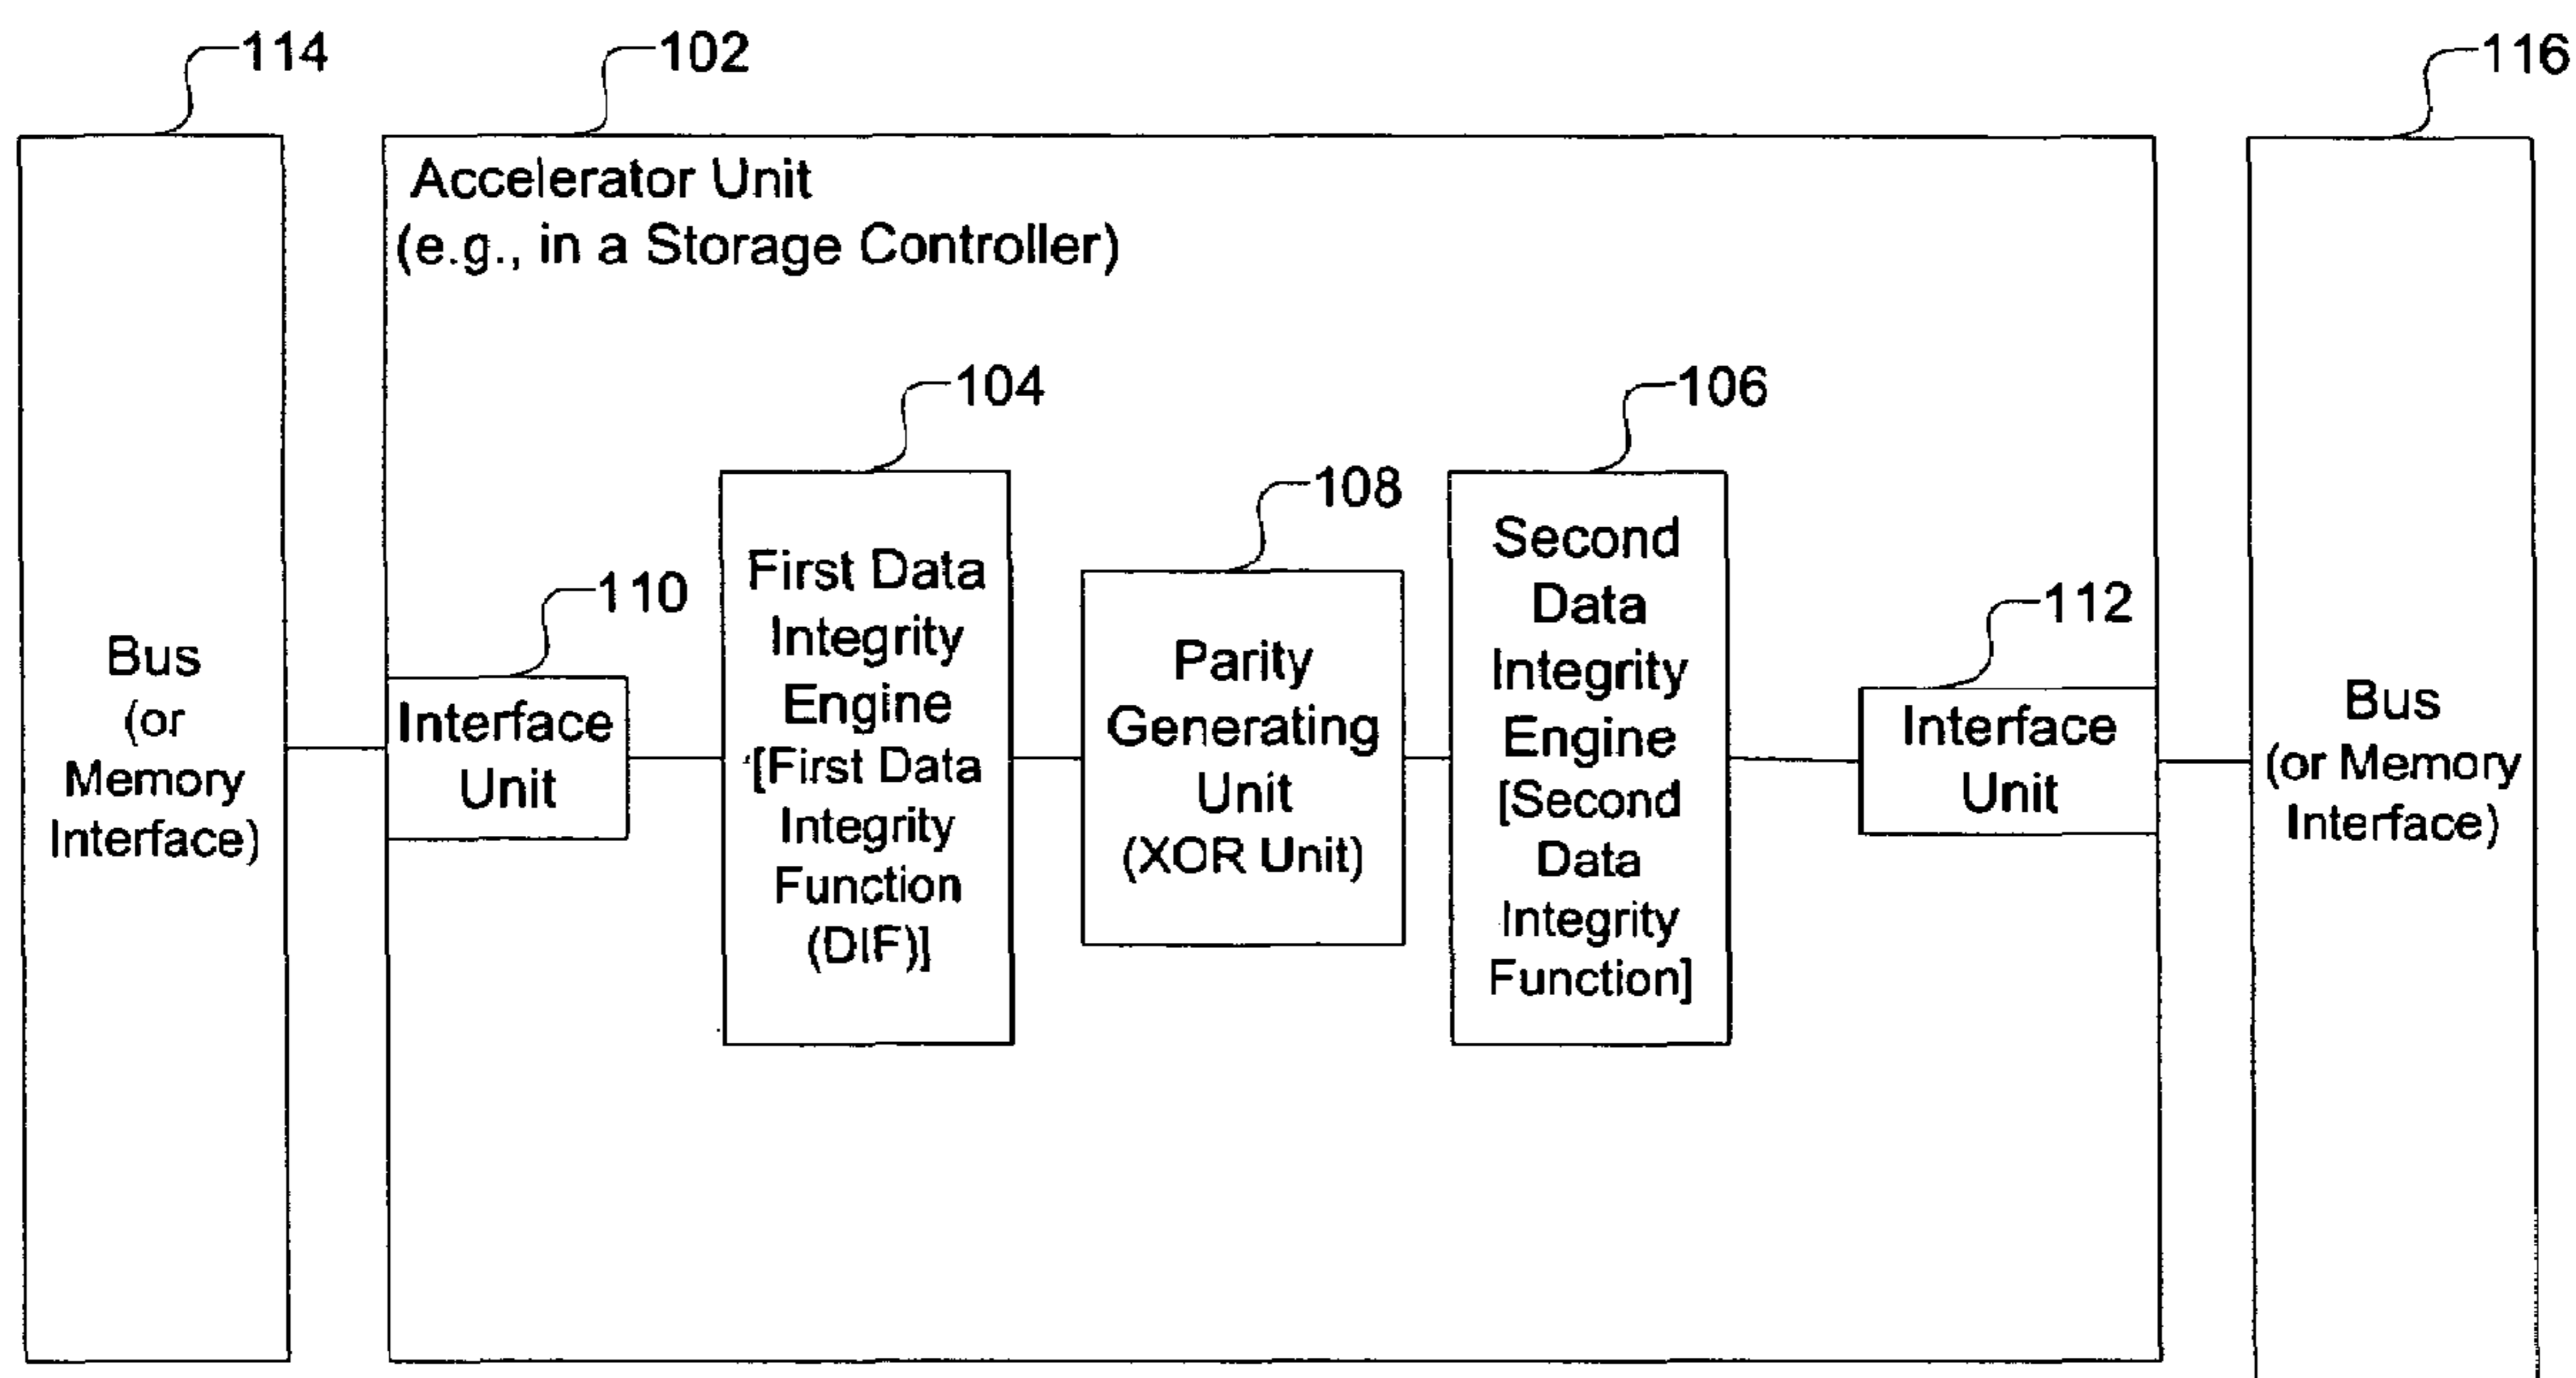 114
102
116
Accelerator Unit
(e.g., in a Storage Controller)
104
106
108
110
112
Bus
(or
Memory
Interface)
Interface
Unit
First Data
Integrity
Engine
[First Data
Integrity
Function
(DIF)]
Parity
Generating
Unit
(XOR Unit)
Second
Data
Integrity
Engine
[Second
Data
Integrity
Function]
Interface
Unit
Bus
(or Memory
Interface)